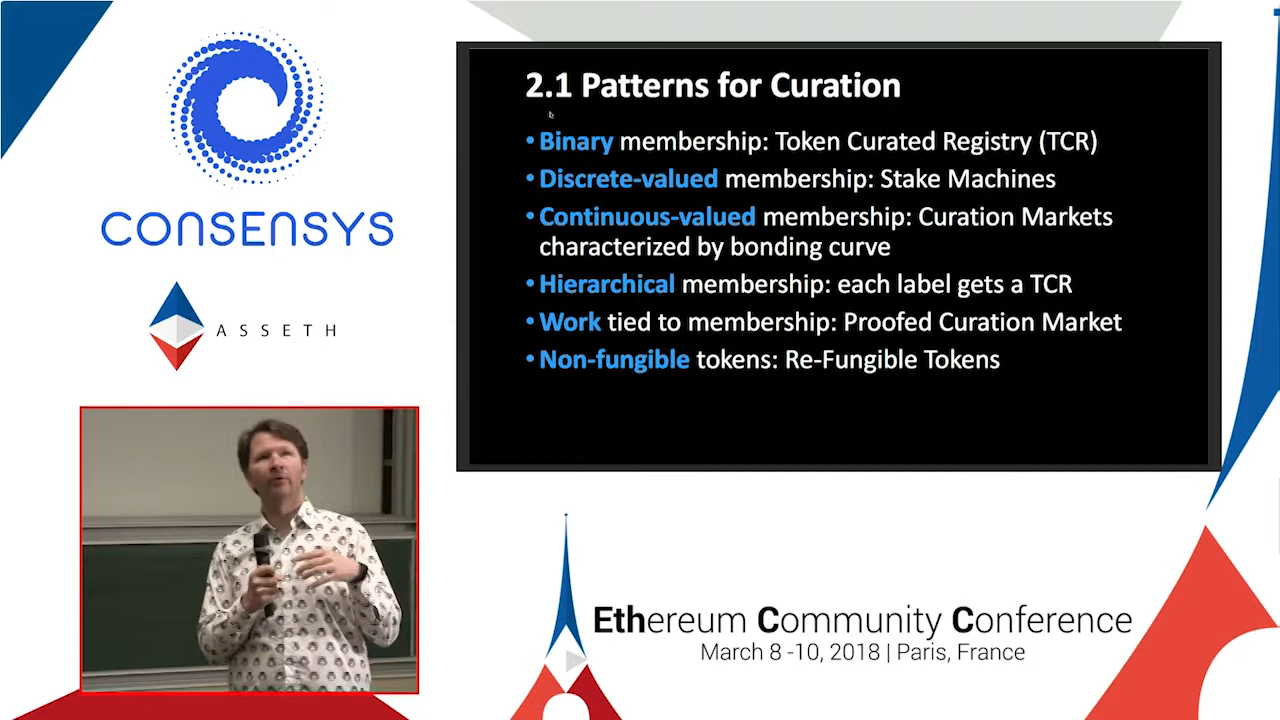 CONSENSYS
ASSETH
2.1 Patterns for Curation
• Binary membership: Token Curated Registry (TCR)
• Discrete-valued membership: Stake Machines
• Continuous-valued membership: Curation Markets
characterized by bonding curve
• Hierarchical membership: each label gets a TCR
• Work tied to membership: Proofed Curation Market
• Non-fungible tokens: Re-Fungible Tokens
Ethereum Community Conference
March 8 -10, 2018 | Paris, France